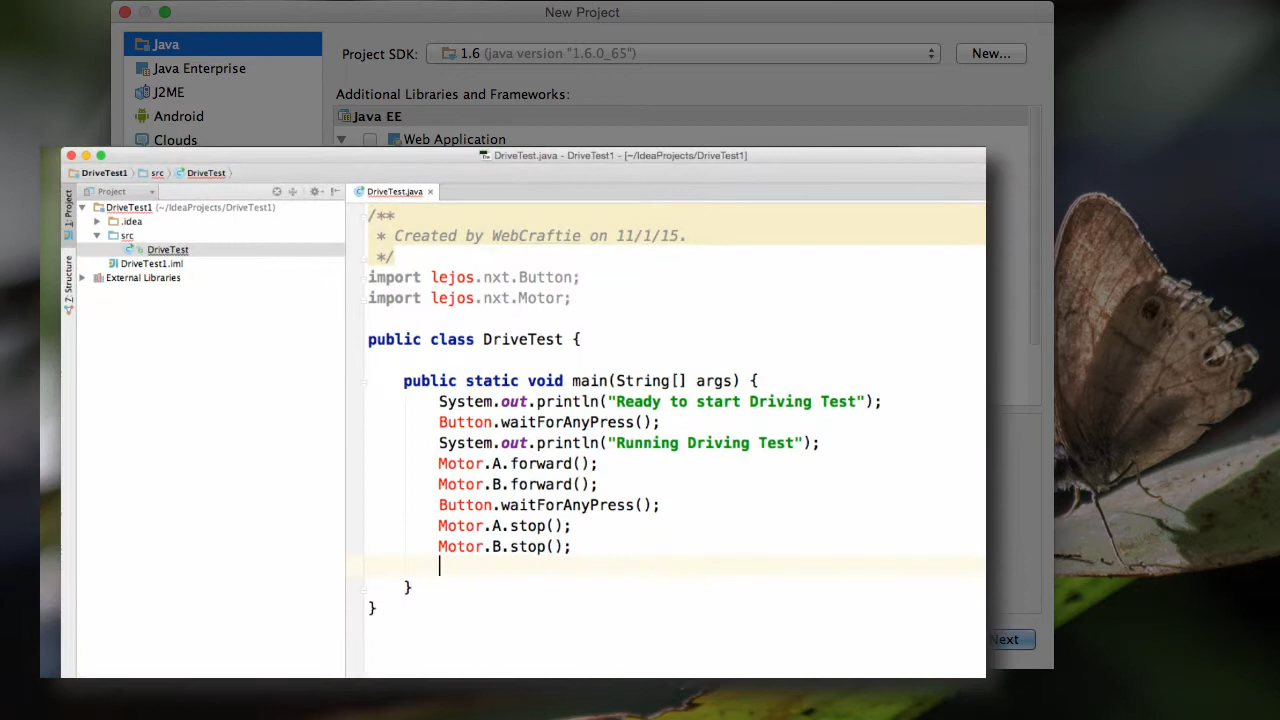 New Project
Java
Project SDK: 1.6 (java version "1.6.0_65") New...
Java Enterprise
J2ME
Additional Libraries and Frameworks:
Android
Java EE
Clouds
Web Application
DriveTest.java - DriveTest1 - [~/IdeaProjects/DriveTest1]
DriveTest1 src DriveTest
Project
DriveTest.java
1: Project
7: Structure
DriveTest1 (~/IdeaProjects/DriveTest1)
.idea
src
DriveTest
DriveTest1.iml
External Libraries
/**
* Created by WebCraftie on 11/1/15.
*/
import lejos.nxt.Button;
import lejos.nxt.Motor;
public class DriveTest {
public static void main(String[] args) {
System.out.println("Ready to start Driving Test");
Button.waitForAnyPress();
System.out.println("Running Driving Test");
Motor.A.forward();
Motor.B.forward();
Button.waitForAnyPress();
Motor.A.stop();
Motor.B.stop();
}
}
Next